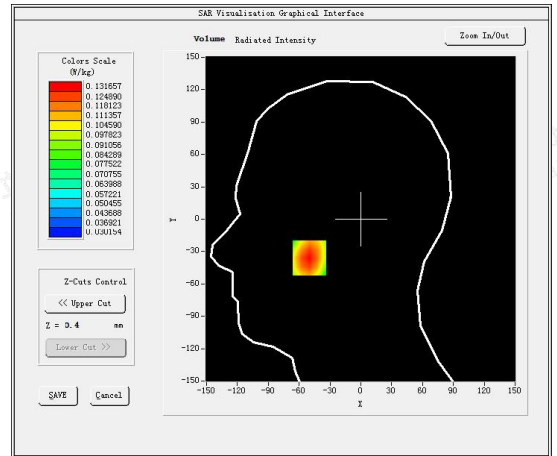 SAR Visualisation Graphical Interface
Volume Radiated Intensity
Zoom In/Out
Colors Scale
(W/kg)
0.131657
0.124890
0.118123
0.111357
0.104590
0.097823
0.091056
0.084289
0.077522
0.070755
0.063988
0.057221
0.050455
0.043688
0.036921
0.030154
Z-Cuts Control
<< Upper Cut
Z = 0.4 mm
Lower Cut >>
SAVE Cancel
150
120
90
60
30
0
-30
-60
-90
-120
-150
Y
-150 -120 -90 -60 -30 0 30 60 90 120 150
X